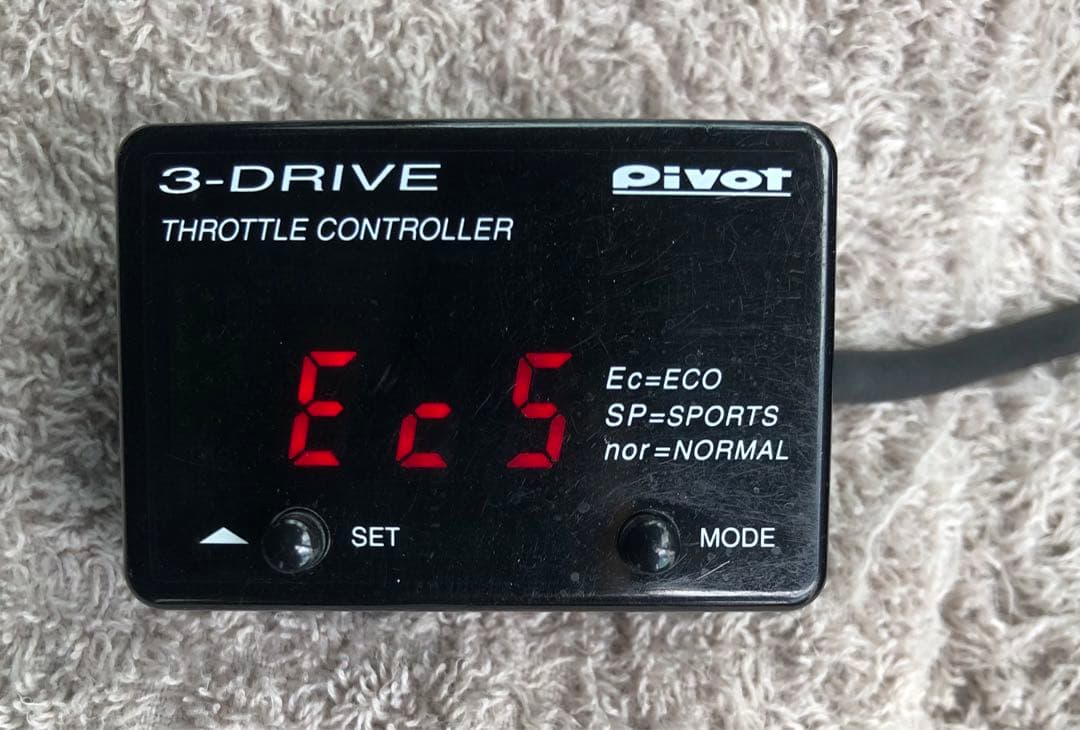 3-DRIVE
Pivot
THROTTLE CONTROLLER
Ec5
Ec=ECO
SP=SPORTS
nor=NORMAL
▲ SET
MODE